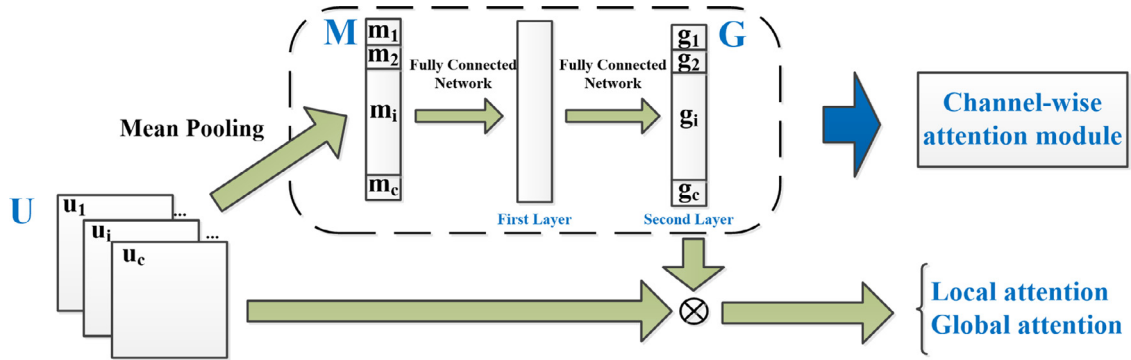 M
m1
m2
mi
mc
Fully Connected
Network
First Layer
Fully Connected
Network
G
g1
g2
gi
gc
Second Layer
Channel-wise
attention module
Mean Pooling
U
u1
...
ui
...
uc
Local attention
Global attention